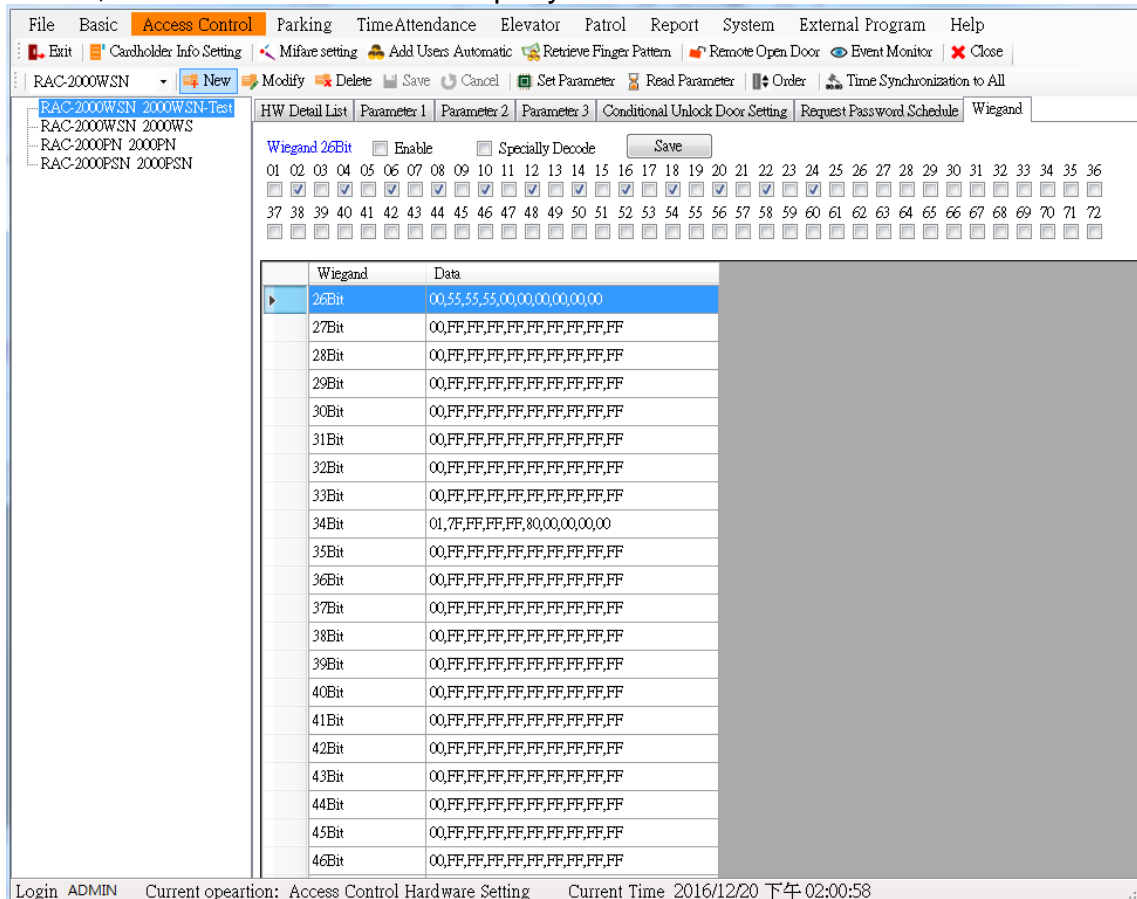 File Basic Access Control Parking TimeAttendance Elevator Patrol Report System External Program Help
Exit Cardholder Info Setting Mifare setting Add Users Automatic Retrieve Finger Pattern Remote Open Door Event Monitor Close
RAC-2000WSN New Modify Delete Save Cancel Set Parameter Read Parameter Order Time Synchronization to All
RAC-2000WSN 2000WSN-Test
RAC-2000WSN 2000WS
RAC-2000PN 2000PN
RAC-2000PSN 2000PSN
HW Detail List Parameter 1 Parameter 2 Parameter 3 Conditional Unlock Door Setting Request Password Schedule Wiegand
Wiegand 26Bit Enable Specially Decode Save
01 02 03 04 05 06 07 08 09 10 11 12 13 14 15 16 17 18 19 20 21 22 23 24 25 26 27 28 29 30 31 32 33 34 35 36
37 38 39 40 41 42 43 44 45 46 47 48 49 50 51 52 53 54 55 56 57 58 59 60 61 62 63 64 65 66 67 68 69 70 71 72
Wiegand Data
26Bit 00,55,55,55,00,00,00,00,00,00
27Bit 00,FF,FF,FF,FF,FF,FF,FF,FF,FF
28Bit 00,FF,FF,FF,FF,FF,FF,FF,FF,FF
29Bit 00,FF,FF,FF,FF,FF,FF,FF,FF,FF
30Bit 00,FF,FF,FF,FF,FF,FF,FF,FF,FF
31Bit 00,FF,FF,FF,FF,FF,FF,FF,FF,FF
32Bit 00,FF,FF,FF,FF,FF,FF,FF,FF,FF
33Bit 00,FF,FF,FF,FF,FF,FF,FF,FF,FF
34Bit 01,7F,FF,FF,FF,80,00,00,00,00
35Bit 00,FF,FF,FF,FF,FF,FF,FF,FF,FF
36Bit 00,FF,FF,FF,FF,FF,FF,FF,FF,FF
37Bit 00,FF,FF,FF,FF,FF,FF,FF,FF,FF
38Bit 00,FF,FF,FF,FF,FF,FF,FF,FF,FF
39Bit 00,FF,FF,FF,FF,FF,FF,FF,FF,FF
40Bit 00,FF,FF,FF,FF,FF,FF,FF,FF,FF
41Bit 00,FF,FF,FF,FF,FF,FF,FF,FF,FF
42Bit 00,FF,FF,FF,FF,FF,FF,FF,FF,FF
43Bit 00,FF,FF,FF,FF,FF,FF,FF,FF,FF
44Bit 00,FF,FF,FF,FF,FF,FF,FF,FF,FF
45Bit 00,FF,FF,FF,FF,FF,FF,FF,FF,FF
46Bit 00,FF,FF,FF,FF,FF,FF,FF,FF,FF
Login ADMIN Current opeartion: Access Control Hardware Setting Current Time 2016/12/20 下午 02:00:58